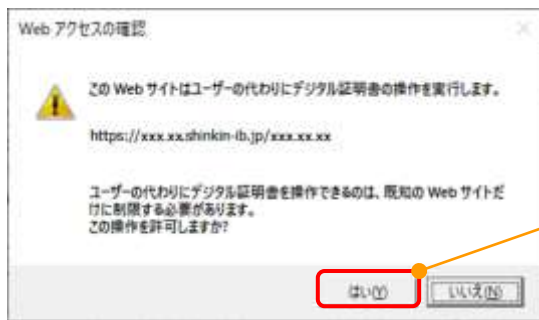 Web アクセスの確認
この Web サイトはユーザーの代わりにデジタル証明書の操作を実行します。
https://xxx.xx.shinkin-ib.jp/xxx.xx.xx
ユーザーの代わりにデジタル証明書を操作できるのは、既知の Web サイトだ
けに制限する必要があります。
この操作を許可しますか?
はい(Y)
いいえ(N)